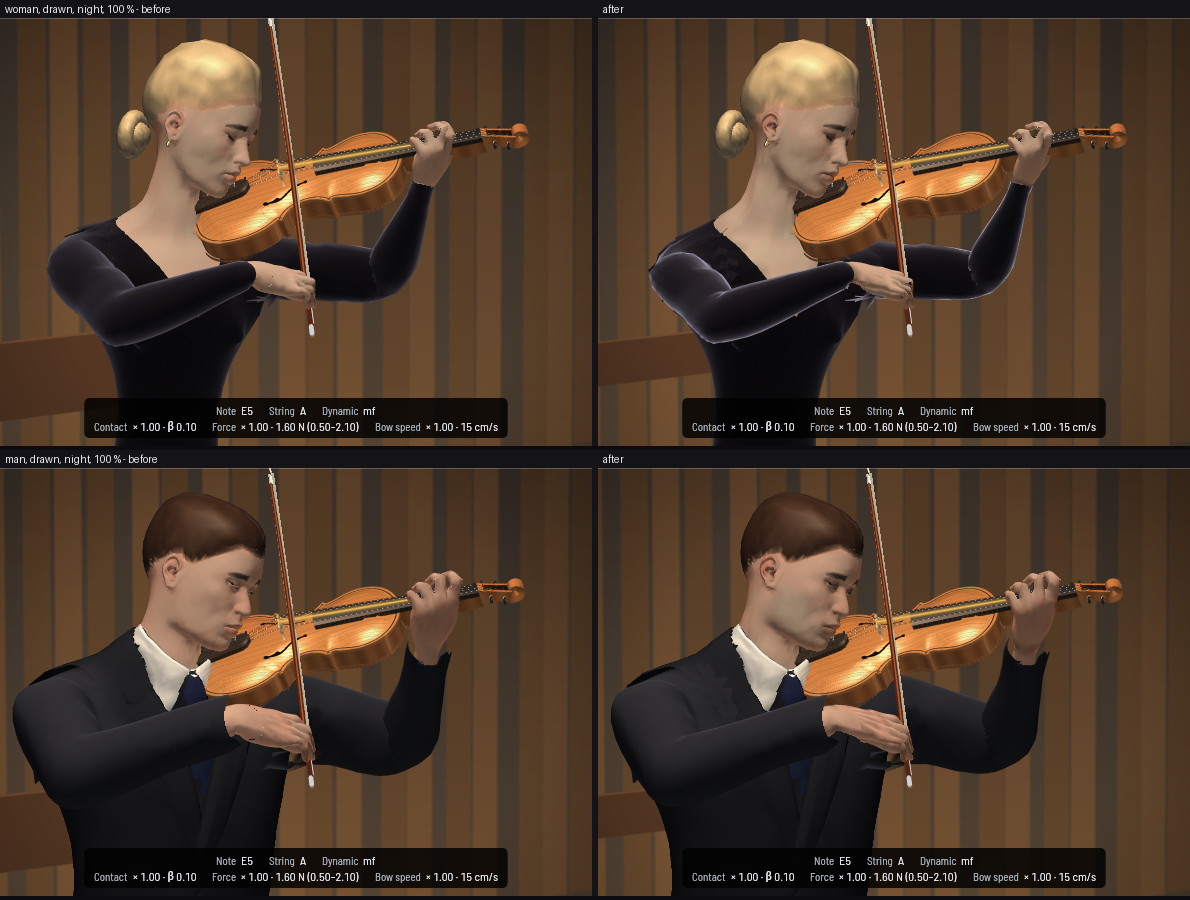 woman, drawn, night, 100 % - before
after
Note E5 String A Dynamic mf
Contact × 1.00 · β 0.10 Force × 1.00 · 1.60 N (0.50–2.10) Bow speed × 1.00 · 15 cm/s
Note E5 String A Dynamic mf
Contact × 1.00 · β 0.10 Force × 1.00 · 1.60 N (0.50–2.10) Bow speed × 1.00 · 15 cm/s
man, drawn, night, 100 % - before
after
Note E5 String A Dynamic mf
Contact × 1.00 · β 0.10 Force × 1.00 · 1.60 N (0.50–2.10) Bow speed × 1.00 · 15 cm/s
Note E5 String A Dynamic mf
Contact × 1.00 · β 0.10 Force × 1.00 · 1.60 N (0.50–2.10) Bow speed × 1.00 · 15 cm/s